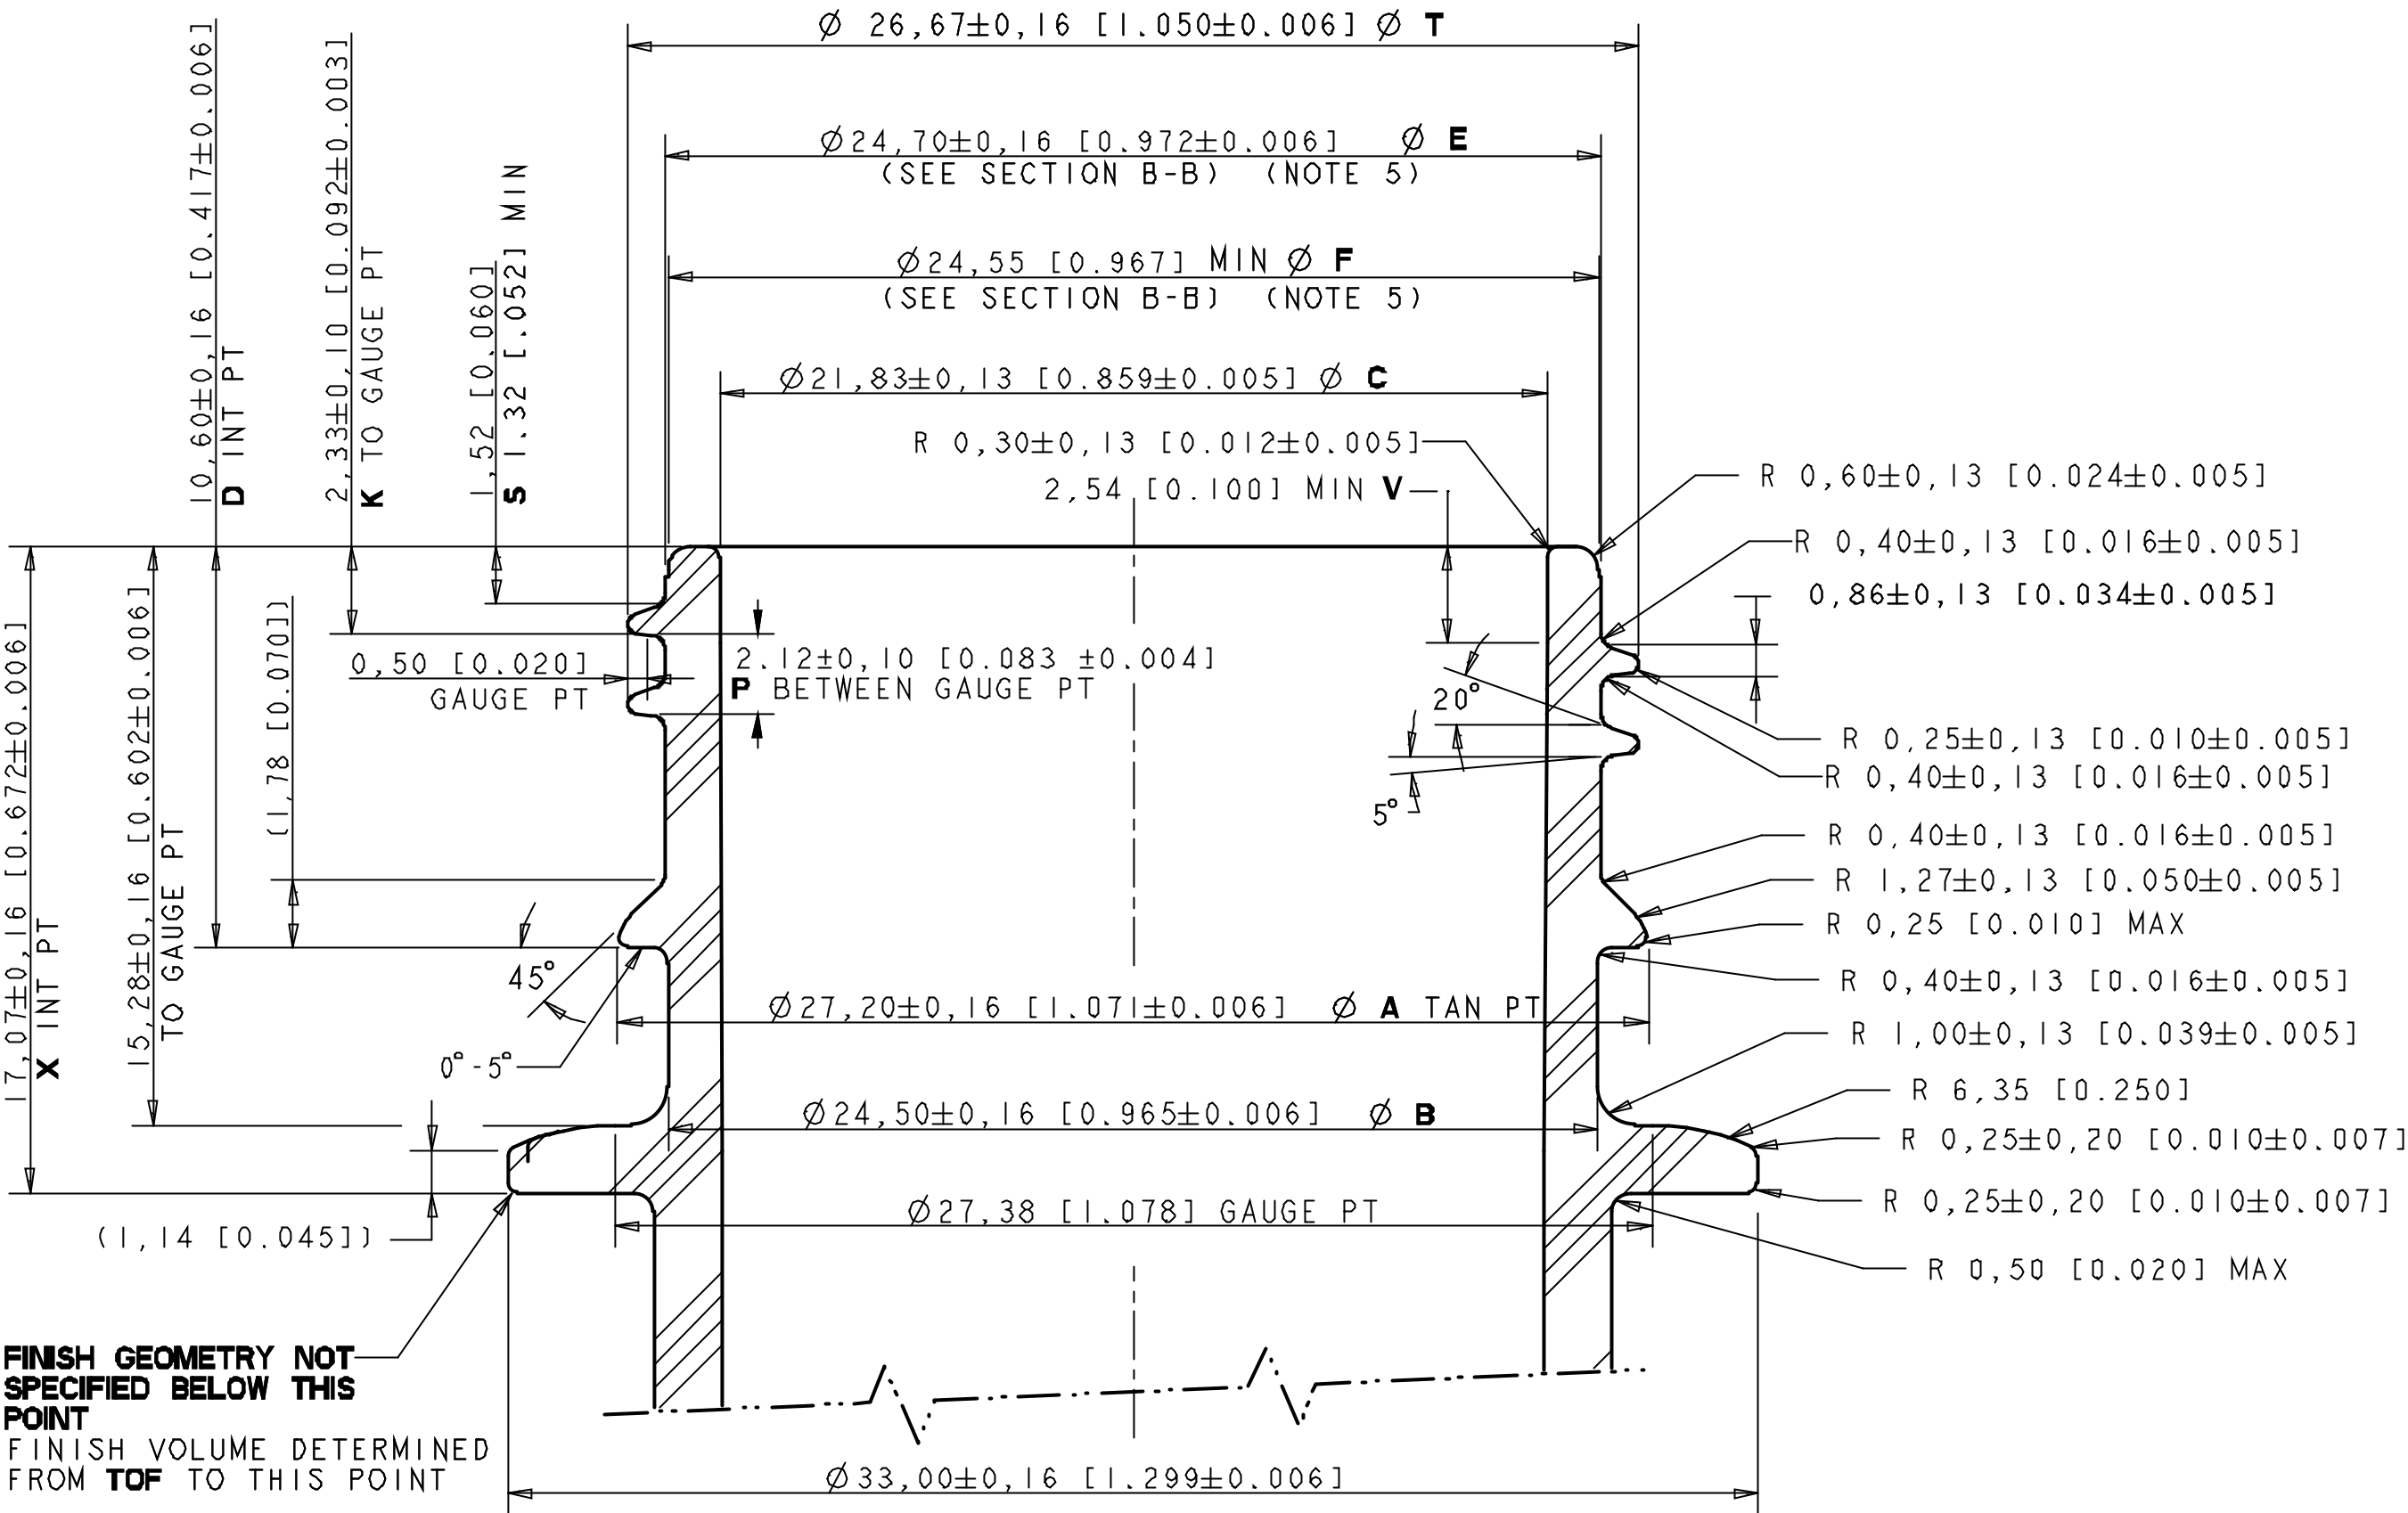 Ø 26,67±0,16 [1.050±0.006] Ø T
Ø24,70±0,16 [0.972±0.006] Ø E
(SEE SECTION B-B) (NOTE 5)
Ø24,55 [0.967] MIN Ø F
(SEE SECTION B-B) (NOTE 5)
Ø21,83±0,13 [0.859±0.005] Ø C
R 0,30±0,13 [0.012±0.005]
2,54 [0.100] MIN V
10,60±0,16 [0.417±0.006]
D INT PT
2,33±0,10 [0.092±0.003]
K TO GAUGE PT
1,52 [0.060]
S 1.32 [.052] MIN
17,07±0,16 [0.672±0.006]
X INT PT
15,28±0,16 [0.602±0.006]
TO GAUGE PT
(1,78 [0.070])
0,50 [0.020]
GAUGE PT
2.12±0,10 [0.083 ±0.004]
P BETWEEN GAUGE PT
20°
5°
45°
0°-5°
R 0,60±0,13 [0.024±0.005]
R 0,40±0,13 [0.016±0.005]
0,86±0,13 [0.034±0.005]
R 0,25±0,13 [0.010±0.005]
R 0,40±0,13 [0.016±0.005]
R 0,40±0,13 [0.016±0.005]
R 1,27±0,13 [0.050±0.005]
R 0,25 [0.010] MAX
R 0,40±0,13 [0.016±0.005]
Ø27,20±0,16 [1.071±0.006] Ø A TAN PT
R 1,00±0,13 [0.039±0.005]
R 6,35 [0.250]
Ø24,50±0,16 [0.965±0.006] Ø B
R 0,25±0,20 [0.010±0.007]
R 0,25±0,20 [0.010±0.007]
Ø27,38 [1.078] GAUGE PT
(1,14 [0.045])
R 0,50 [0.020] MAX
FINISH GEOMETRY NOT
SPECIFIED BELOW THIS
POINT
FINISH VOLUME DETERMINED
FROM TOF TO THIS POINT
Ø33,00±0,16 [1.299±0.006]